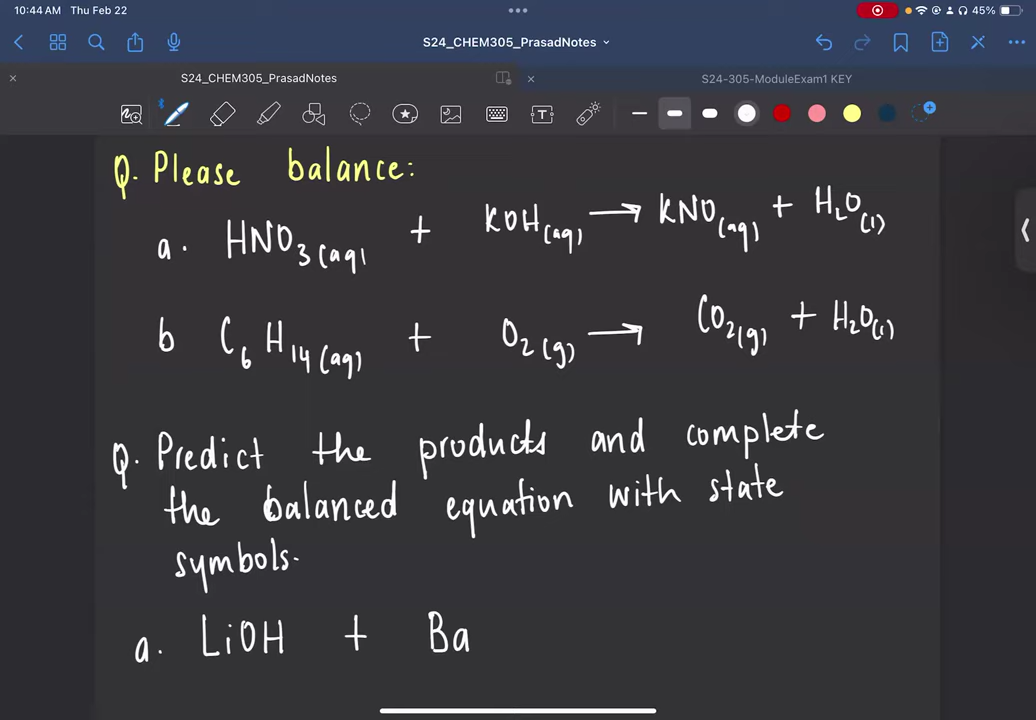 10:44 AM Thu Feb 22
45%
S24_CHEM305_PrasadNotes
S24_CHEM305_PrasadNotes
S24-305-ModuleExam1 KEY
Q. Please balance:
a. HNO3(aq) + KOH(aq) → KNO(aq) + H2O(l)
b C6H14(aq) + O2(g) → CO2(g) + H2O(l)
Q. Predict the products and complete
the balanced equation with state
symbols.
a. LiOH + Ba